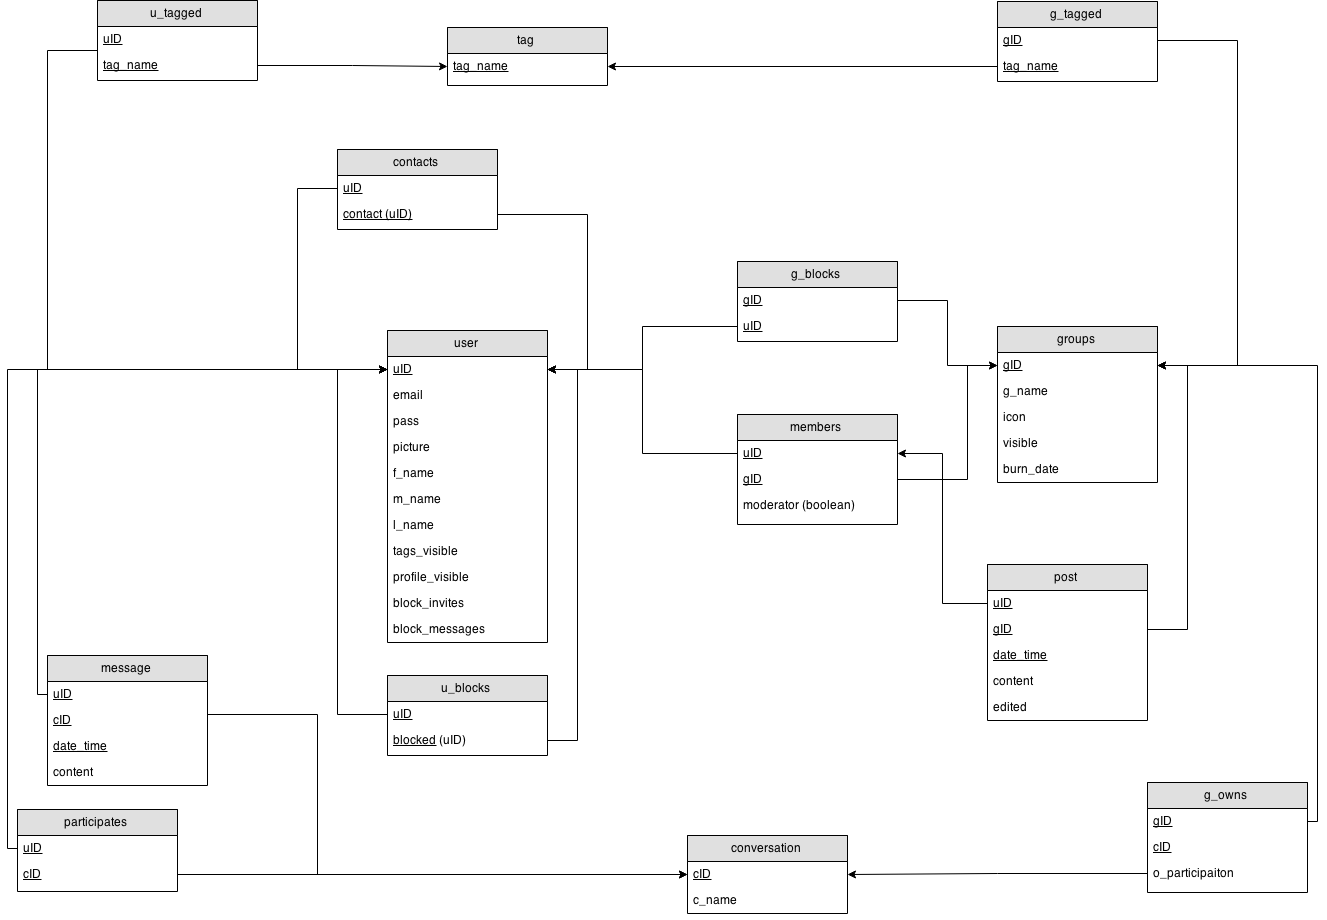 u_tagged
uID
tag_name
tag
tag_name
g_tagged
gID
tag_name
contacts
uID
contact (uID)
g_blocks
gID
uID
user
uID
email
pass
picture
f_name
m_name
l_name
tags_visible
profile_visible
block_invites
block_messages
groups
gID
g_name
icon
visible
burn_date
members
uID
gID
moderator (boolean)
post
uID
gID
date_time
content
edited
message
uID
cID
date_time
content
u_blocks
uID
blocked (uID)
participates
uID
cID
conversation
cID
c_name
g_owns
gID
cID
o_participaiton